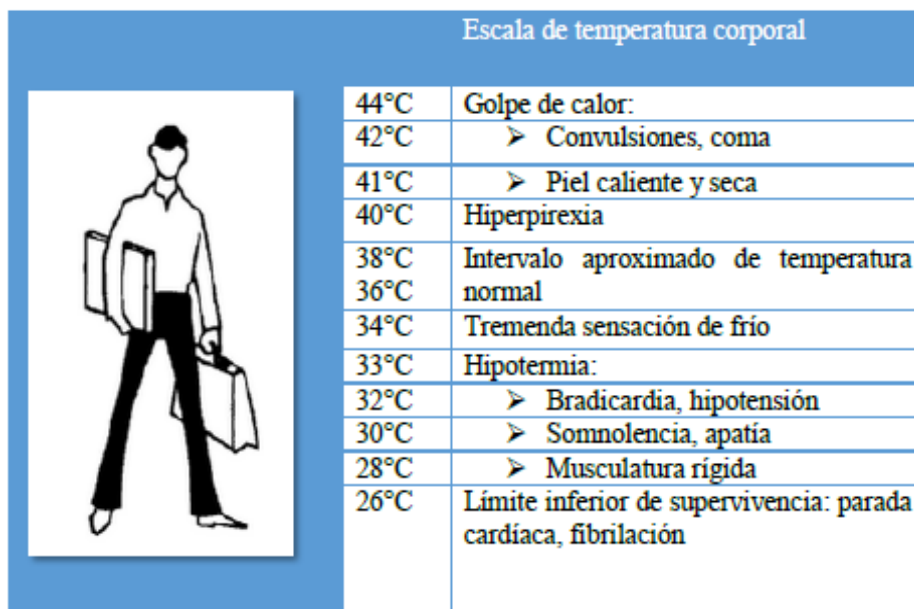 Escala de temperatura corporal
44°C Golpe de calor:
42°C ➢ Convulsiones, coma
41°C ➢ Piel caliente y seca
40°C Hiperpirexia
38°C Intervalo aproximado de temperatura
36°C normal
34°C Tremenda sensación de frío
33°C Hipotermia:
32°C ➢ Bradicardia, hipotensión
30°C ➢ Somnolencia, apatía
28°C ➢ Musculatura rígida
26°C Límite inferior de supervivencia: parada
cardíaca, fibrilación